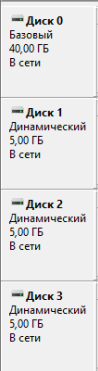 Диск 0
Базовый
40,00 ГБ
В сети
Диск 1
Динамический
5,00 ГБ
В сети
Диск 2
Динамический
5,00 ГБ
В сети
Диск 3
Динамический
5,00 ГБ
В сети